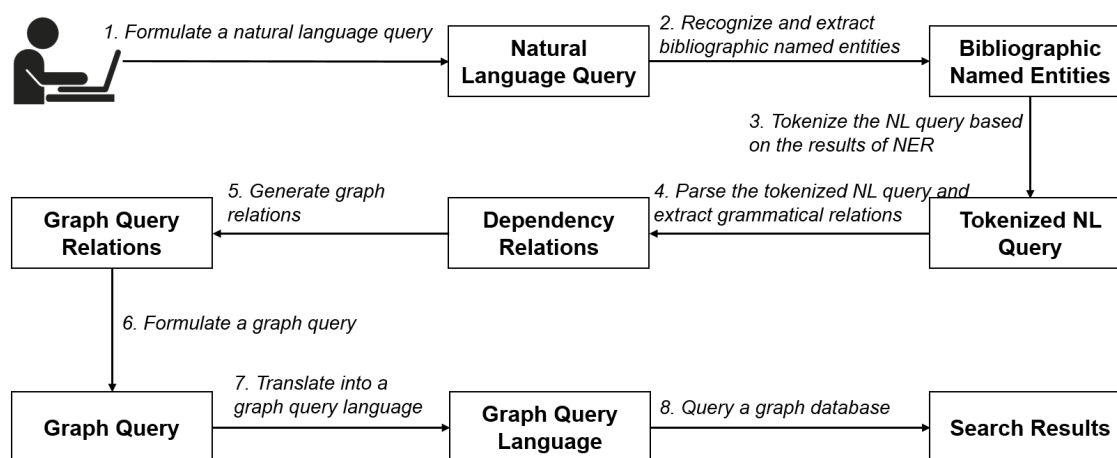 1. Formulate a natural language query
Natural
Language Query
2. Recognize and extract
bibliographic named entities
Bibliographic
Named Entities
3. Tokenize the NL query based
on the results of NER
Tokenized NL
Query
4. Parse the tokenized NL query and
extract grammatical relations
Dependency
Relations
5. Generate graph
relations
Graph Query
Relations
6. Formulate a graph query
Graph Query
7. Translate into a
graph query language
Graph Query
Language
8. Query a graph database
Search Results